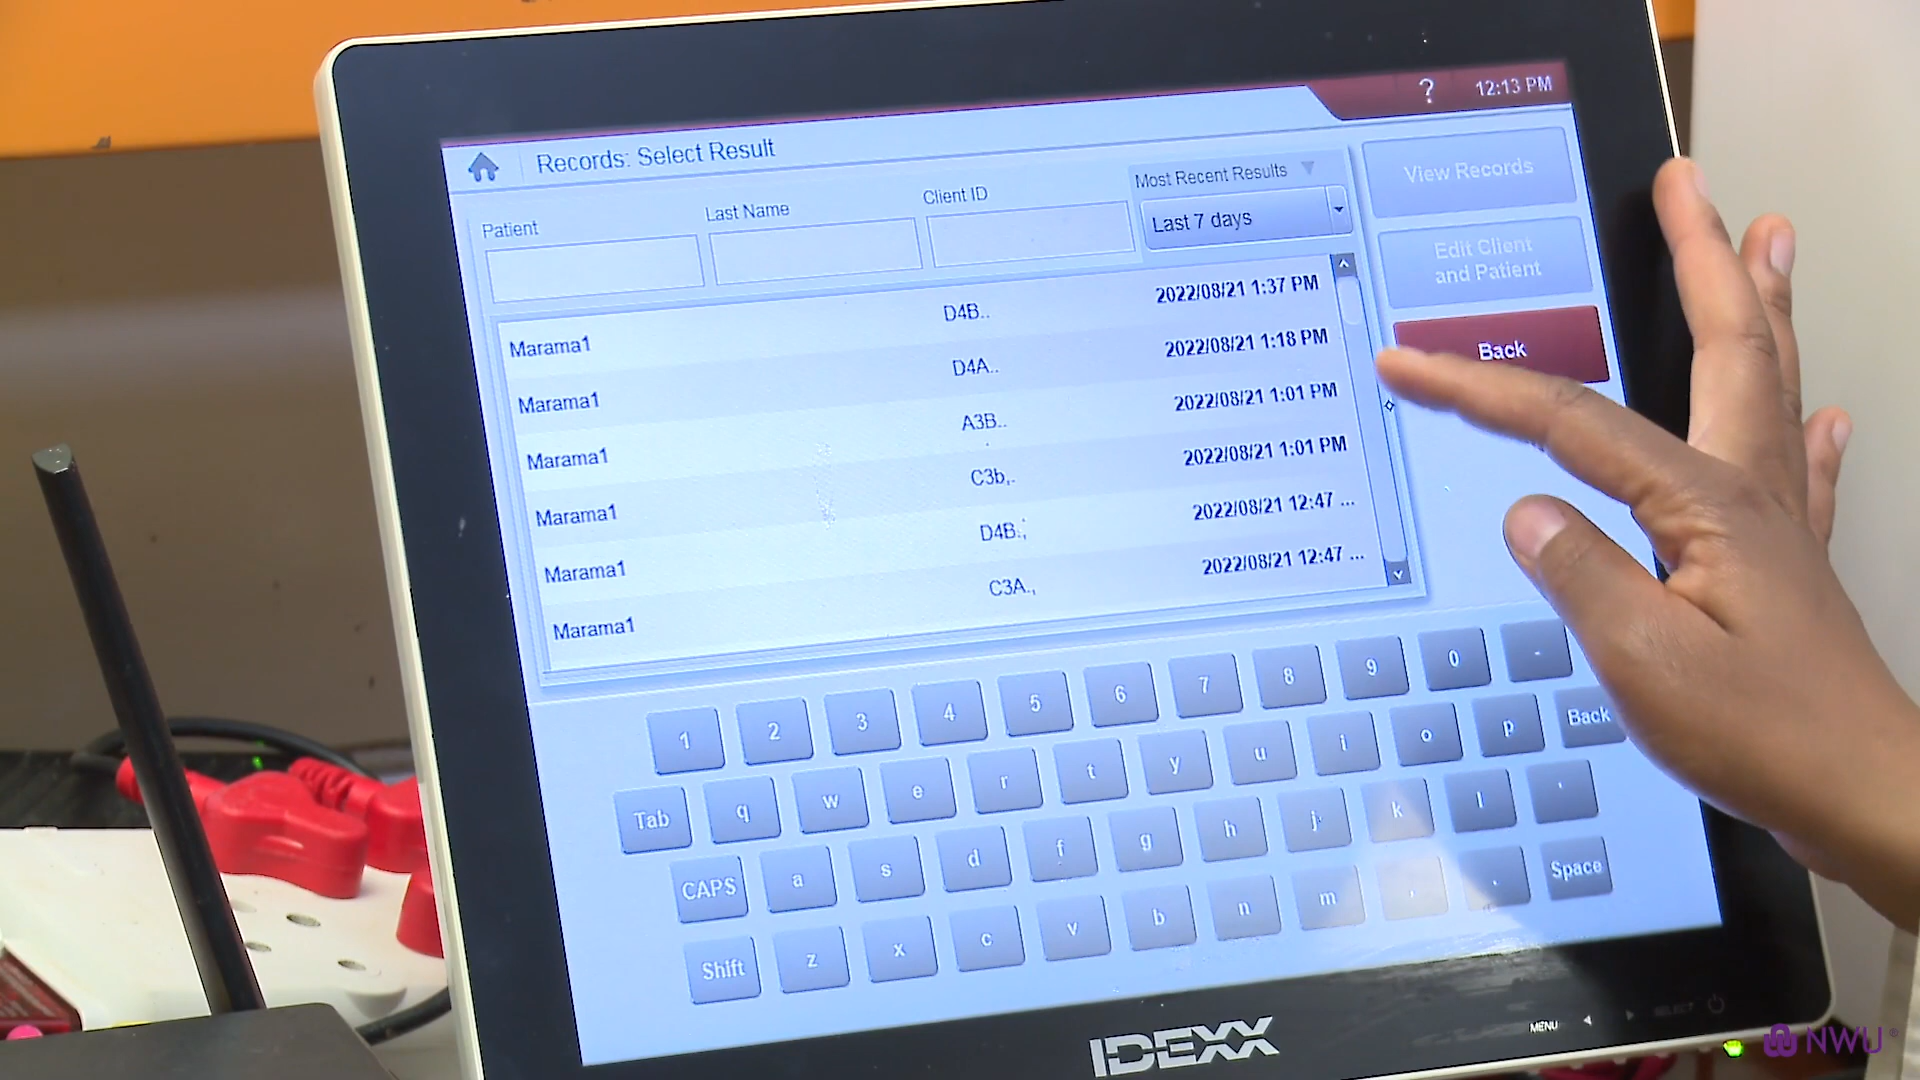 ? 12:13 PM
Records: Select Result
View Records
Patient
Last Name
Client ID
Most Recent Results
Last 7 days
Edit Client
and Patient
Back
Marama1 D4B.. 2022/08/21 1:37 PM
Marama1 D4A.. 2022/08/21 1:18 PM
Marama1 A3B.. 2022/08/21 1:01 PM
Marama1 C3b,. 2022/08/21 1:01 PM
Marama1 D4B.; 2022/08/21 12:47 ...
Marama1 C3A., 2022/08/21 12:47 ...
1 2 3 4 5 6 7 8 9 0 -
Tab q w e r t y u i o p Back
CAPS a s d f g h j k l '
Shift z x c v b n m , . Space
IDEXX
MENU SELECT
NWU®